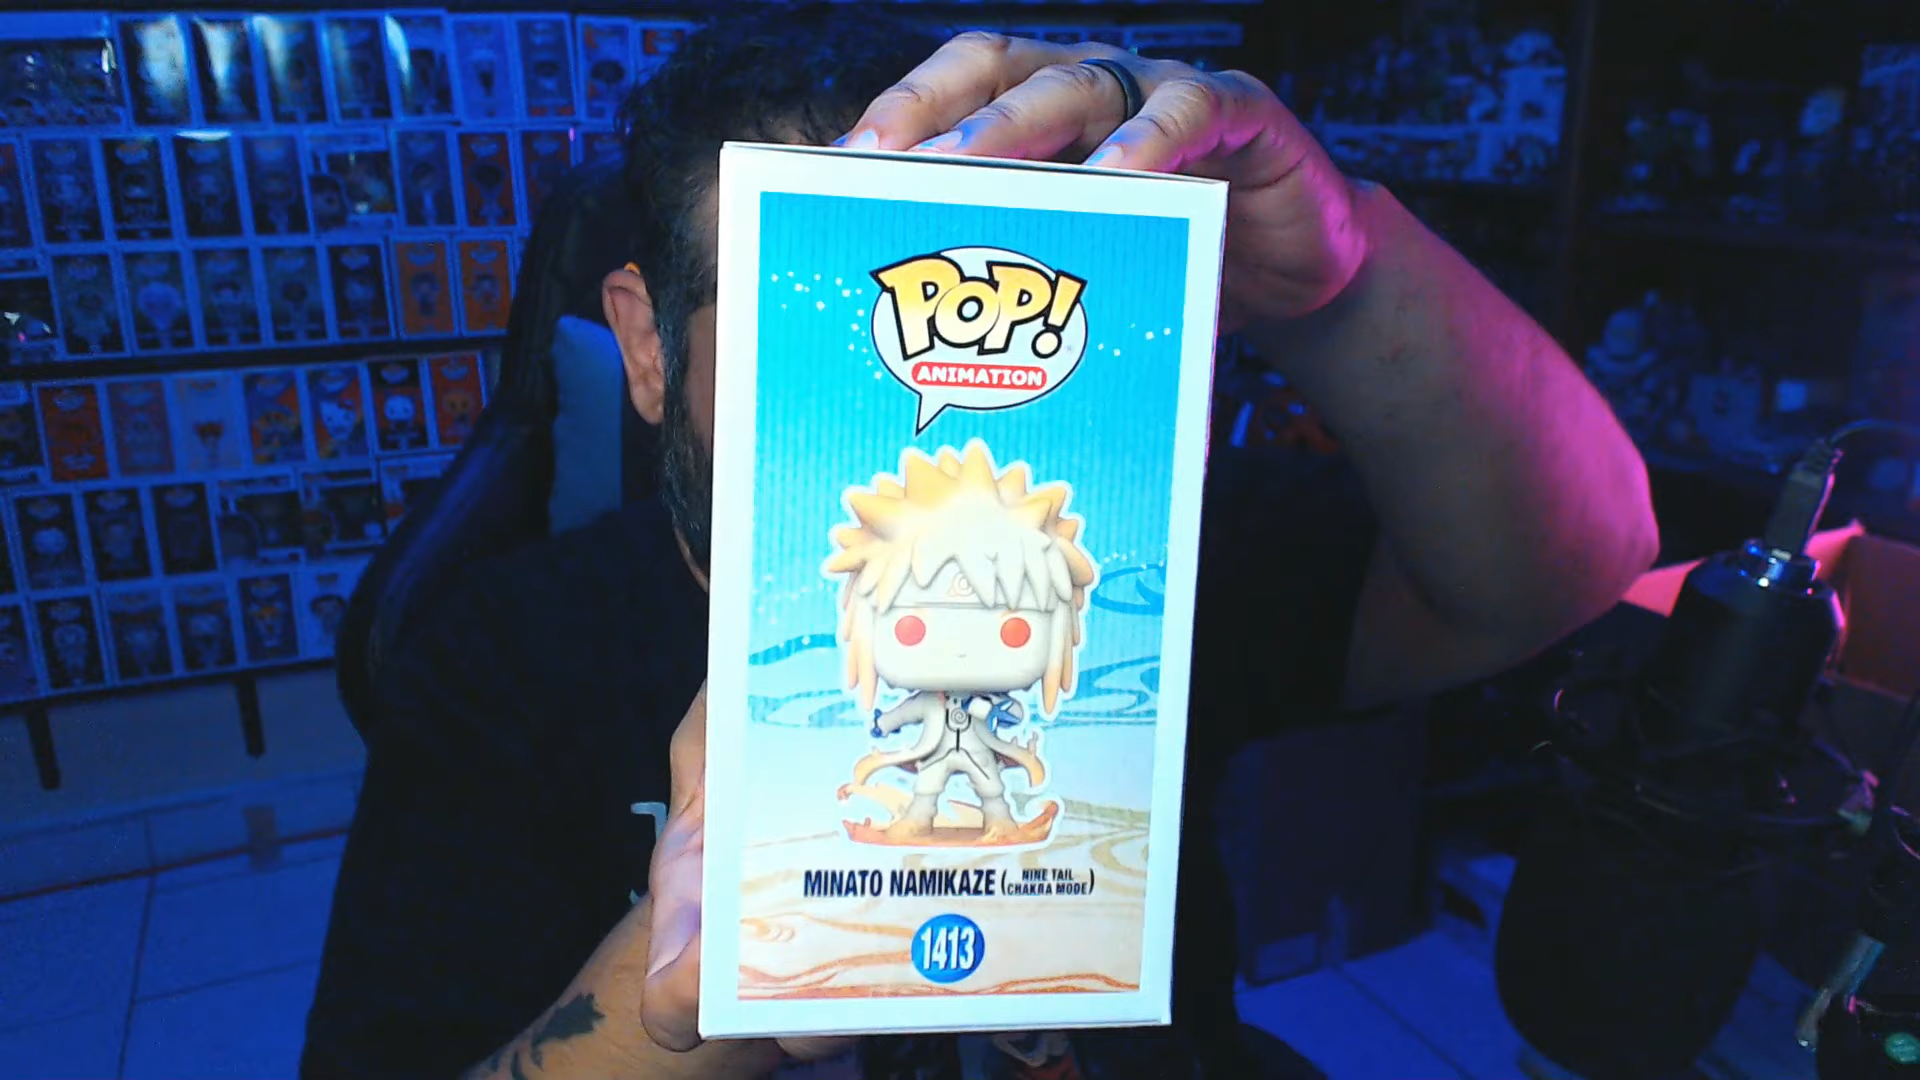 POP!
ANIMATION
MINATO NAMIKAZE (NINE TAIL
CHAKRA MODE)
1413